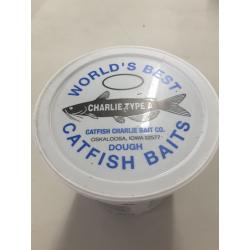 WORLD'S BEST
CHARLIE TYPE A
CATFISH CHARLIE BAIT CO.
OSKALOOSA, IOWA 52577
DOUGH
CATFISH BAITS